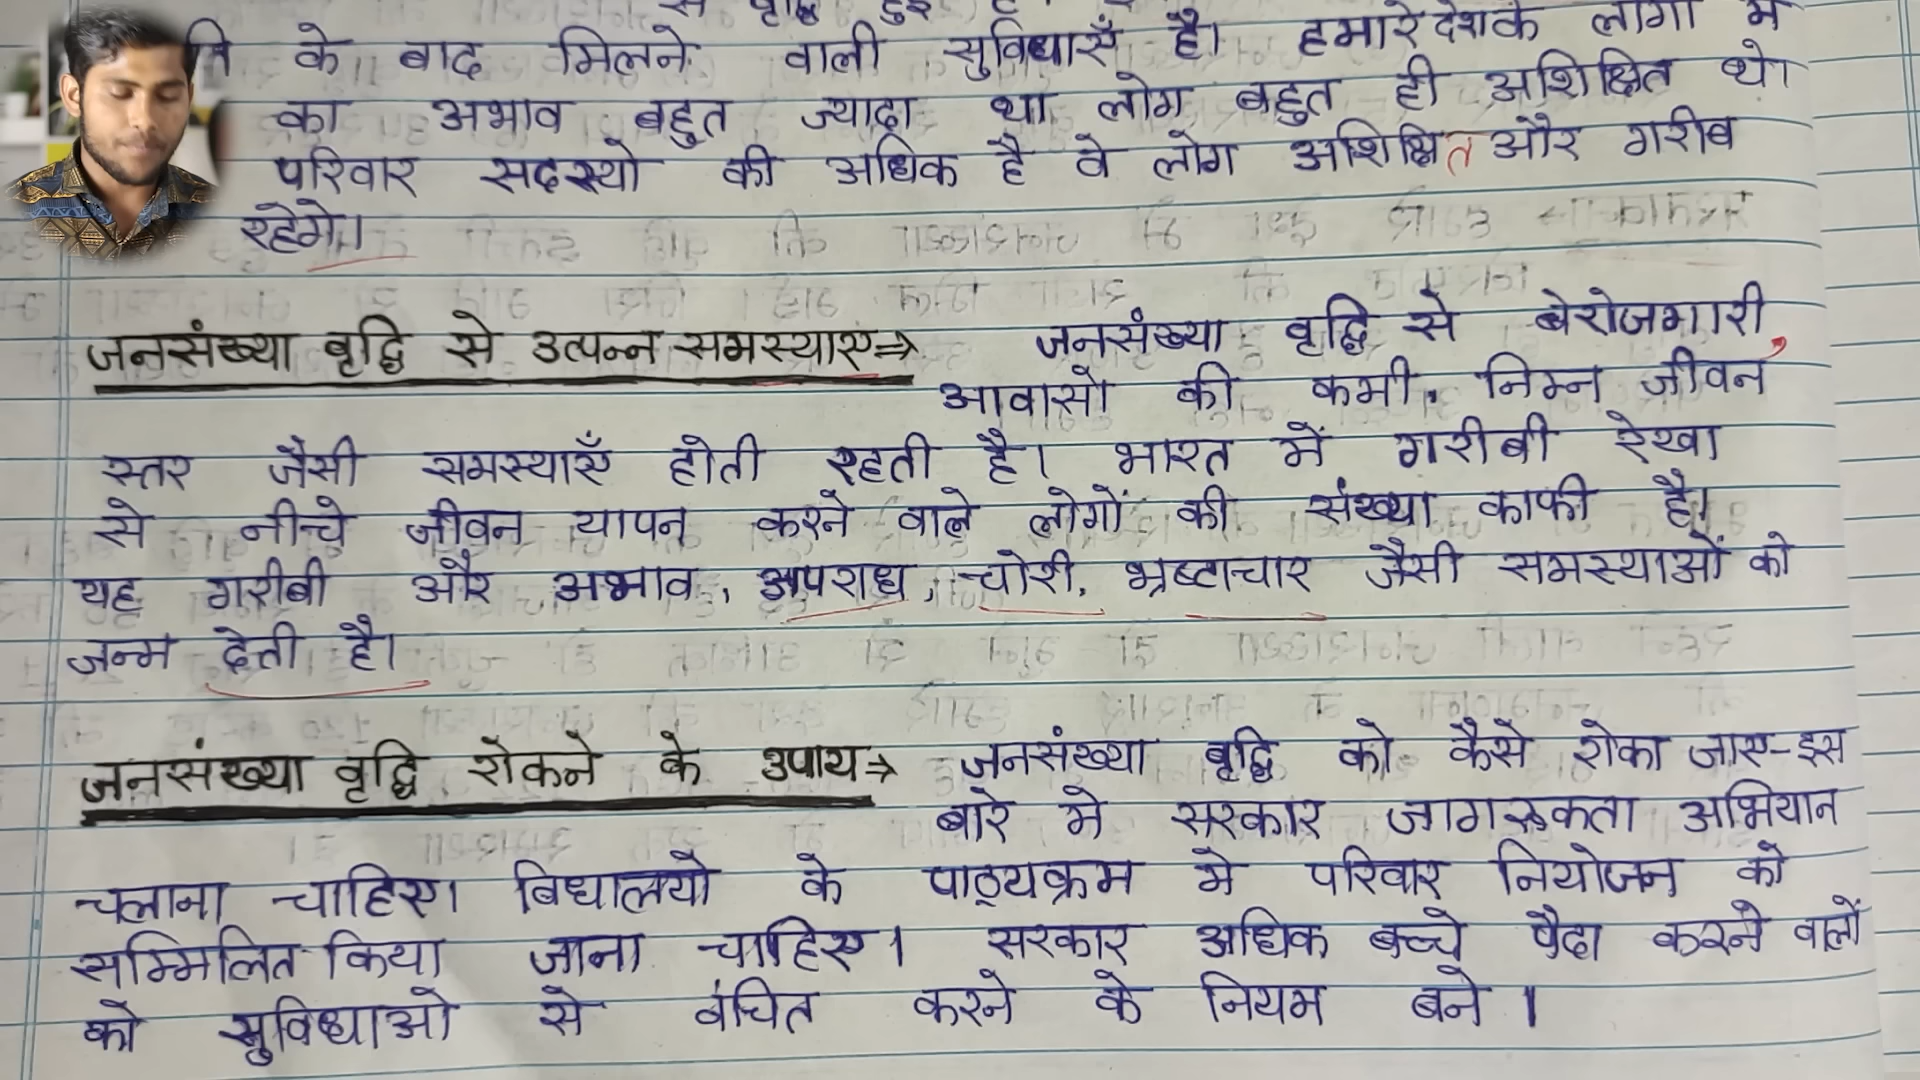 के बाद मिलने वाली सुविधाएँ है। हमारे देशके लोगो में
का अभाव बहुत ज्यादा था लोग बहुत ही अशिक्षित थे।
परिवार सदस्यो की अधिक है वे लोग अशिक्षित और गरीब
रहेगे।
जनसंख्या वृद्धि से उत्पन्न समस्याए⇒ जनसंख्या वृद्धि से बेरोजगारी,
आवासो की कमी, निम्न जीवन
स्तर जैसी समस्याएँ होती रहती है। भारत में गरीबी रेखा
से नीचे जीवन यापन करने वाले लोगों की संख्या काफी है।
यह गरीबी और अभाव, अपराध, चोरी, भ्रष्टाचार जैसी समस्याओं को
जन्म देती है।
जनसंख्या वृद्धि रोकने के उपाय⇒ जनसंख्या वृद्धि को कैसे रोका जाए-इस
बारे मे सरकार जागरूकता अभियान
चलाना चाहिए। विधालयो के पाठ्यक्रम मे परिवार नियोजन को
सम्मिलित किया जाना चाहिए। सरकार अधिक बच्चे पैदा करने वालों
को सुविधाओ से वंचित करने के नियम बने।